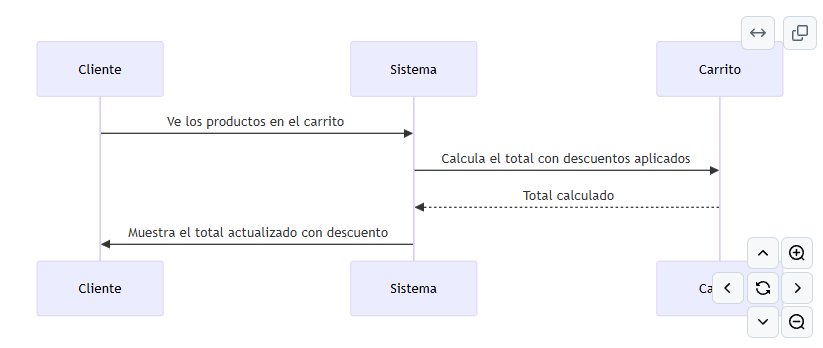 Cliente
Sistema
Carrito
Ve los productos en el carrito
Calcula el total con descuentos aplicados
Total calculado
Muestra el total actualizado con descuento
Cliente
Sistema